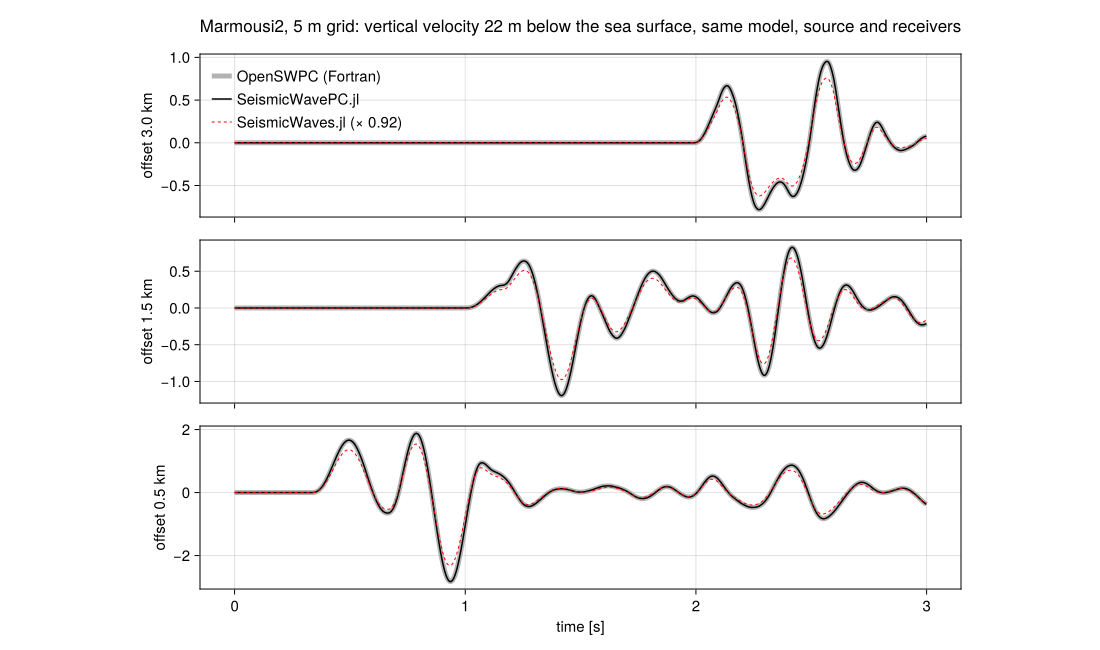 Marmousi2, 5 m grid: vertical velocity 22 m below the sea surface, same model, source and receivers
offset 3.0 km
1.0
0.5
0.0
−0.5
OpenSWPC (Fortran)
SeismicWavePC.jl
SeismicWaves.jl (× 0.92)
offset 1.5 km
0.5
0.0
−0.5
−1.0
offset 0.5 km
2
0
−2
0 1 2 3
time [s]